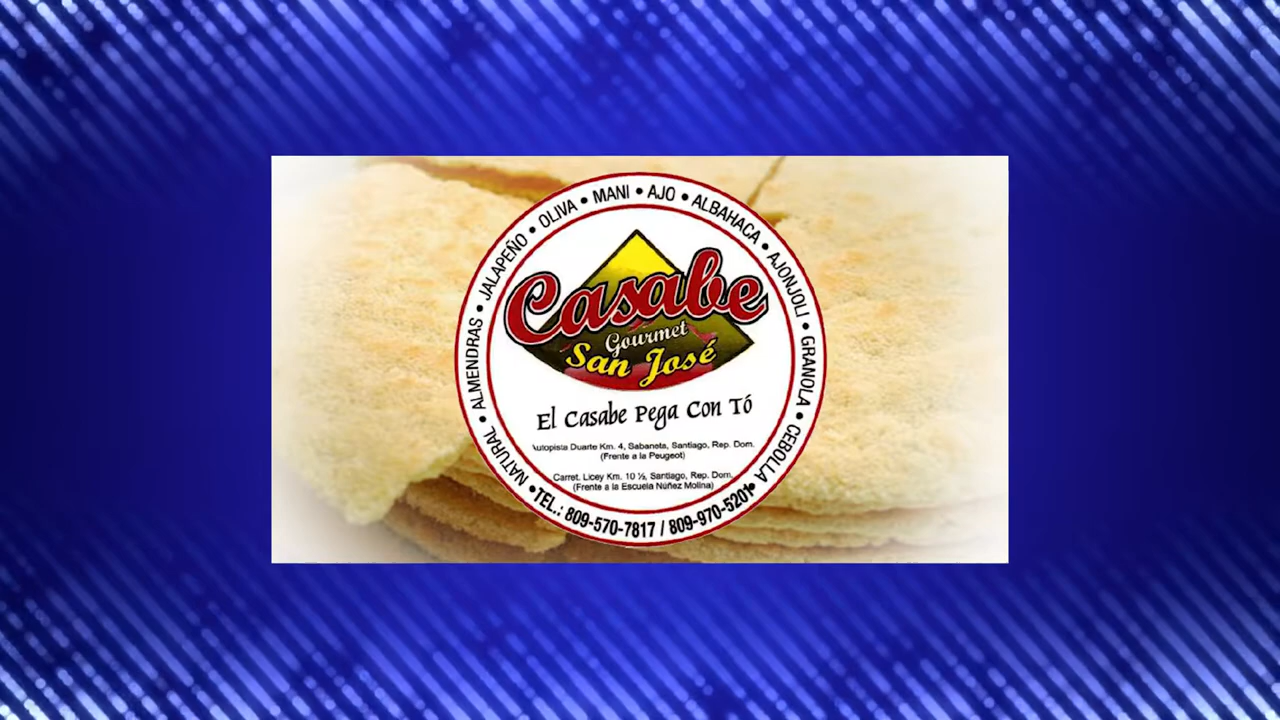 NATURAL • ALMENDRAS • JALAPEÑO • OLIVA • MANI • AJO • ALBAHACA • AJONJOLI • GRANOLA • CEBOLLA
Casabe
Gourmet
San José
El Casabe Pega Con Tó
Autopista Duarte Km. 4, Sabaneta, Santiago, Rep. Dom.
(Frente a la Peugeot)
Carret. Licey Km. 10 ½, Santiago, Rep. Dom.
(Frente a la Escuela Núñez Molina)
•TEL.: 809-570-7817 / 809-970-5201•